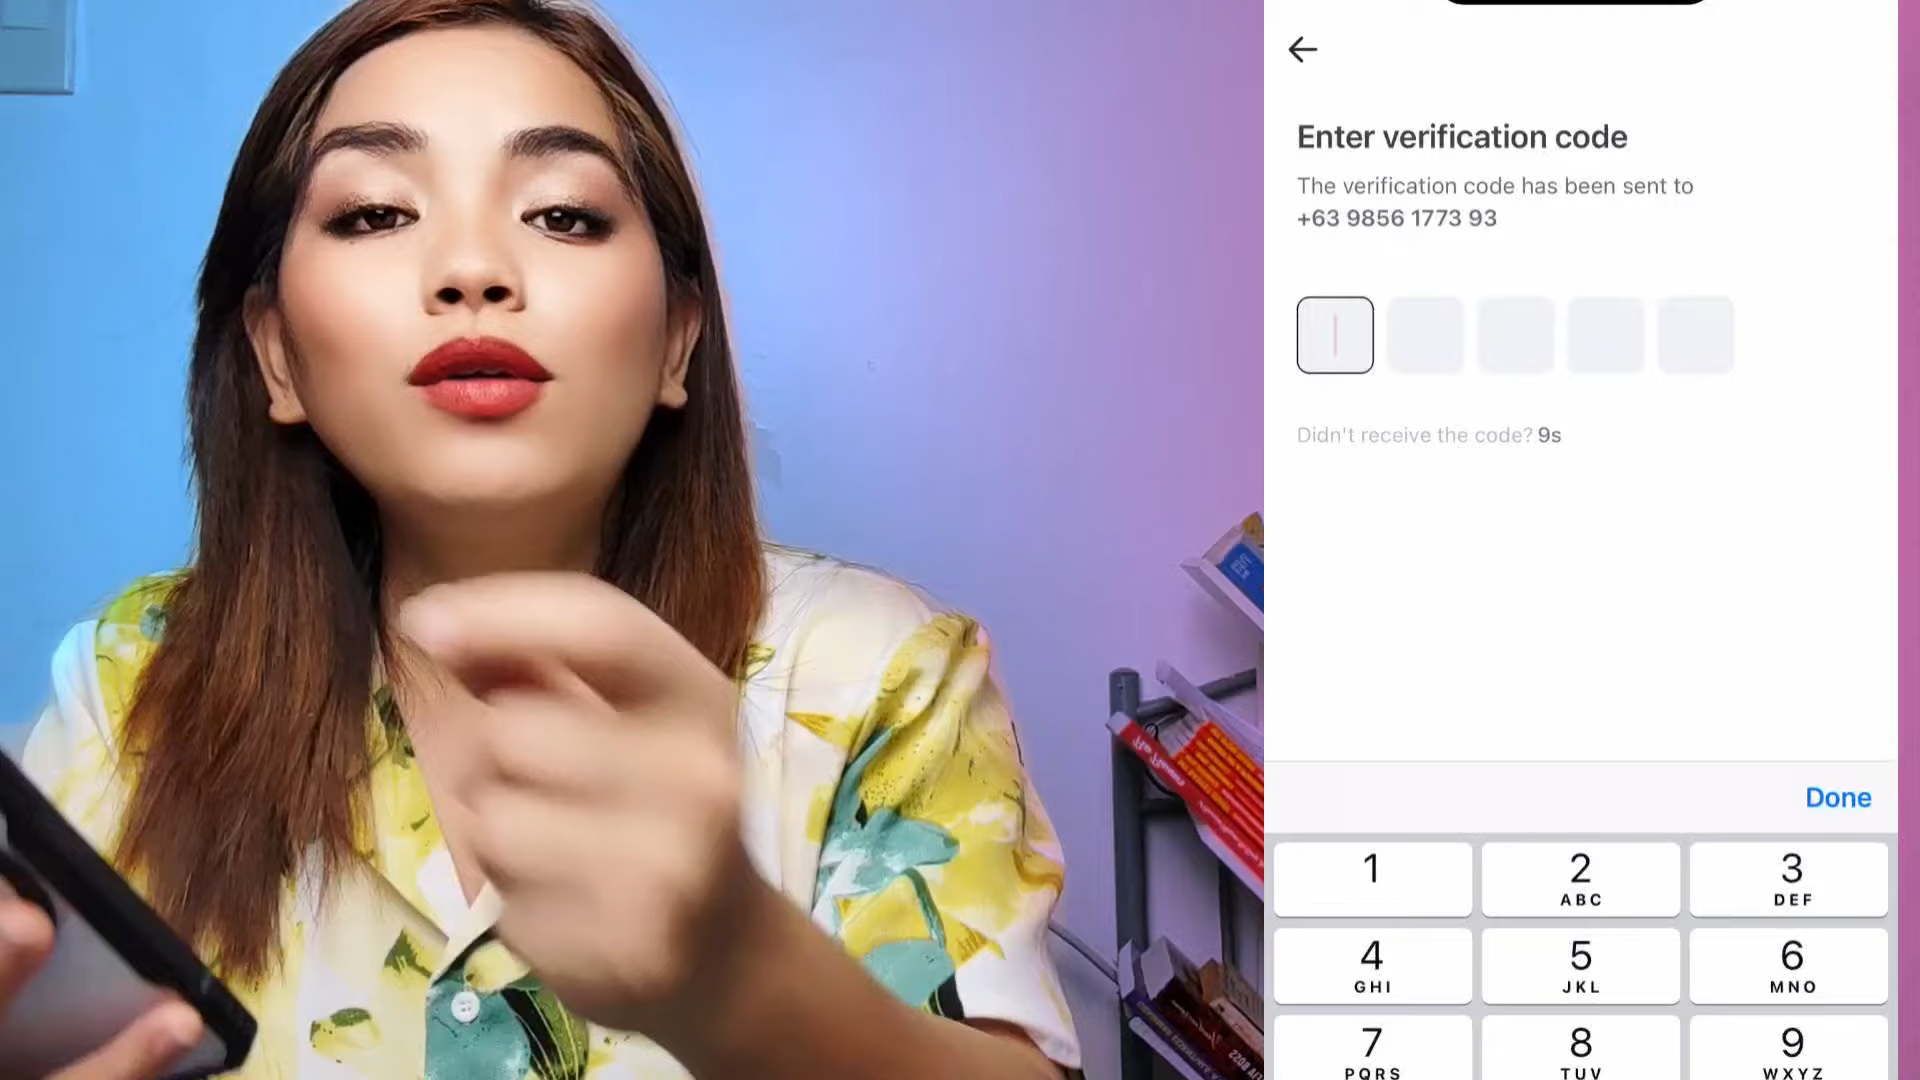 Enter verification code
The verification code has been sent to
+63 9856 1773 93
Didn't receive the code? 9s
Done
1
2
ABC
3
DEF
4
GHI
5
JKL
6
MNO
7
PQRS
8
TUV
9
WXYZ